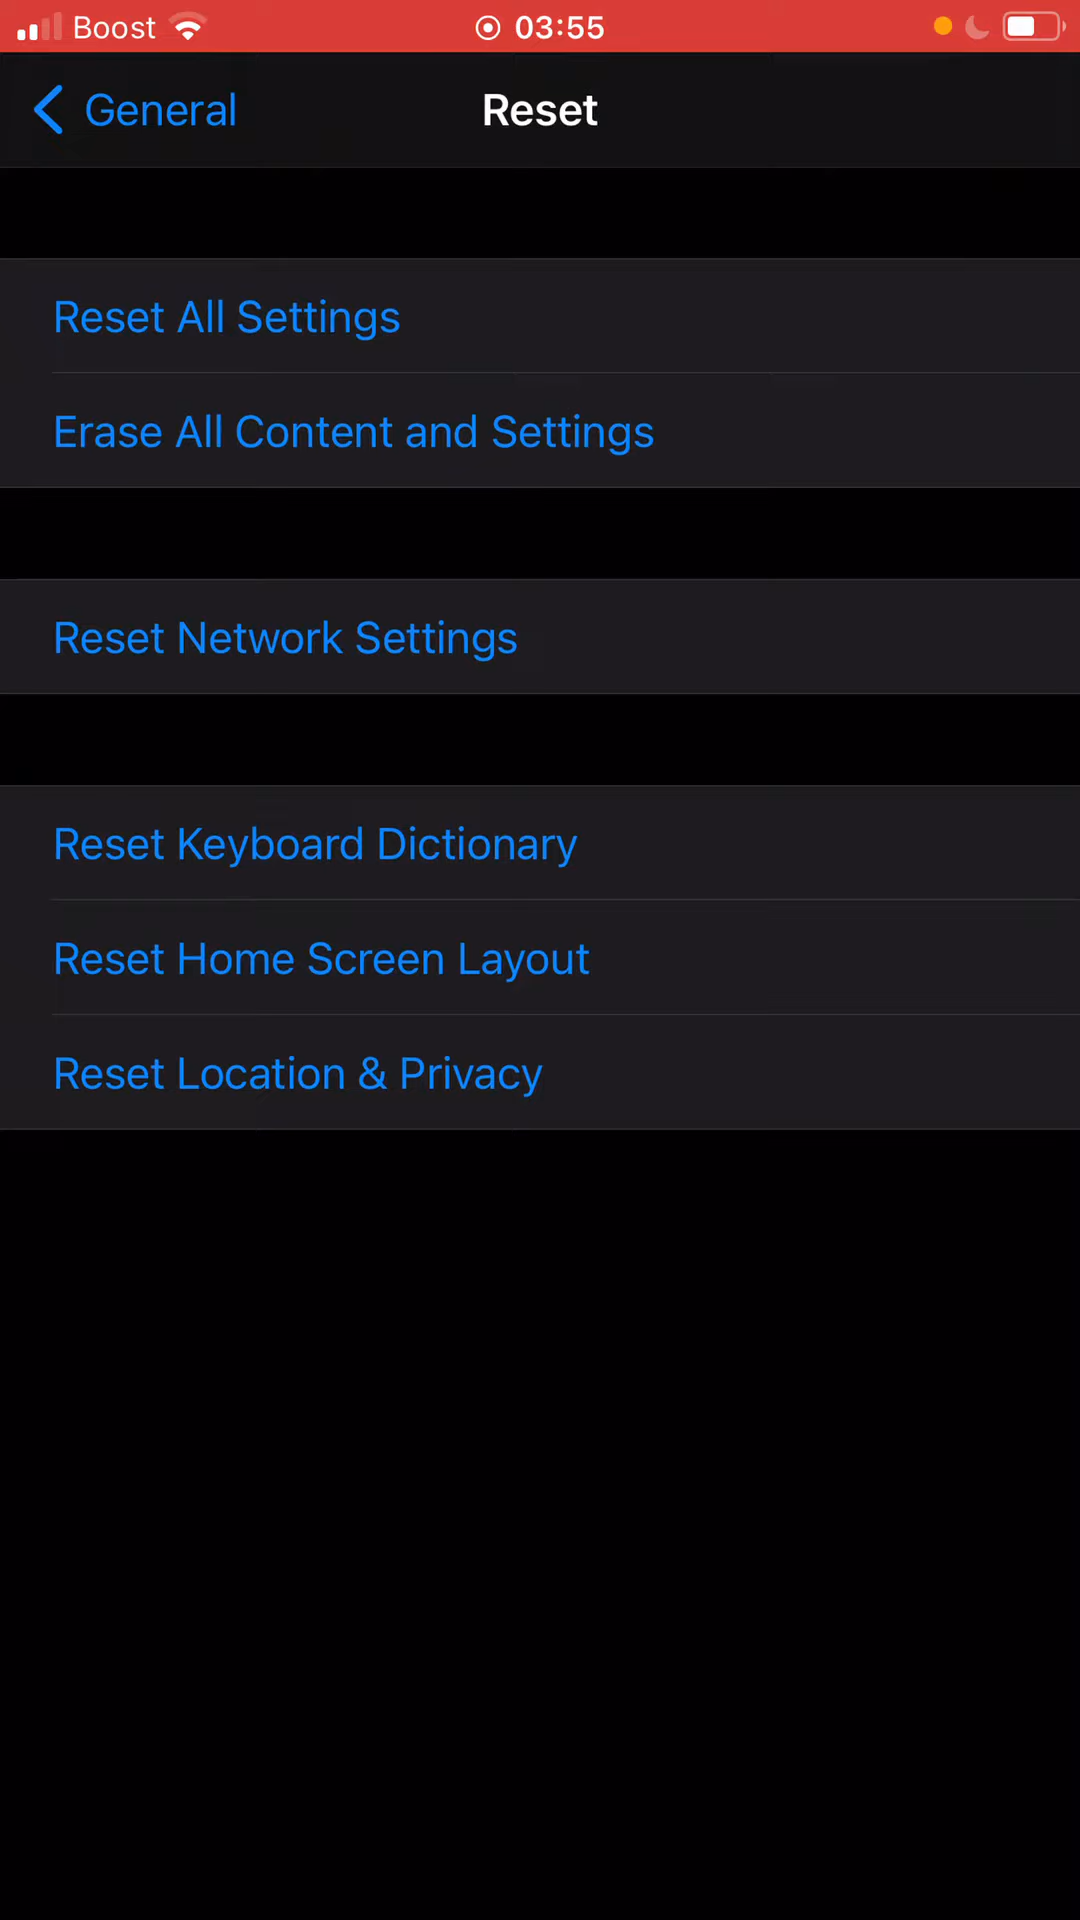 Boost 03:55
General Reset
Reset All Settings
Erase All Content and Settings
Reset Network Settings
Reset Keyboard Dictionary
Reset Home Screen Layout
Reset Location & Privacy